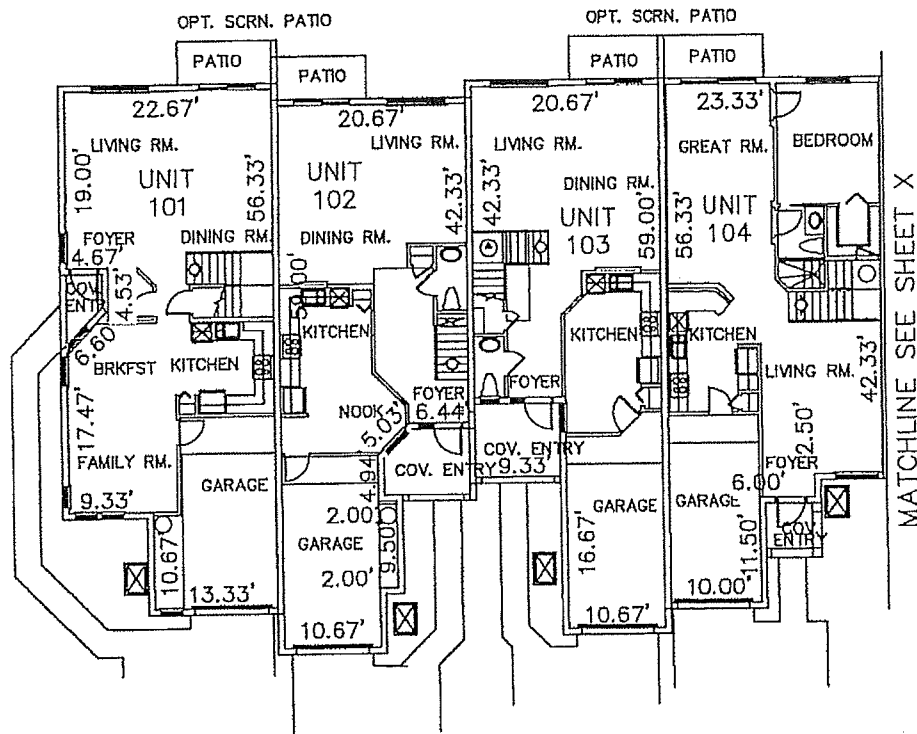 OPT. SCRN. PATIO
OPT. SCRN. PATIO
PATIO
PATIO
PATIO
PATIO
22.67'
20.67'
20.67'
23.33'
LIVING RM.
LIVING RM.
LIVING RM.
GREAT RM.
BEDROOM
19.00'
UNIT
101
56.33'
UNIT
102
42.33'
42.33'
DINING RM.
UNIT
103
59.00'
56.33'
UNIT
104
FOYER
4.67'
DINING RM.
DINING RM.
COV.
ENTRY
4.53'
00'
6.60'
BRKFST
KITCHEN
KITCHEN
KITCHEN
KITCHEN
LIVING RM.
42.33'
MATCHLINE SEE SHEET X
17.47'
NOOK
5.03'
FOYER
6.44'
FOYER
FAMILY RM.
9.33'
GARAGE
4.94'
COV. ENTRY
COV. ENTRY
9.33'
2.50'
FOYER
6.00'
GARAGE
GARAGE
10.67'
13.33'
2.00'
GARAGE
2.00'
9.50'
10.67'
16.67'
10.67'
11.50'
10.00'
COV.
ENTRY